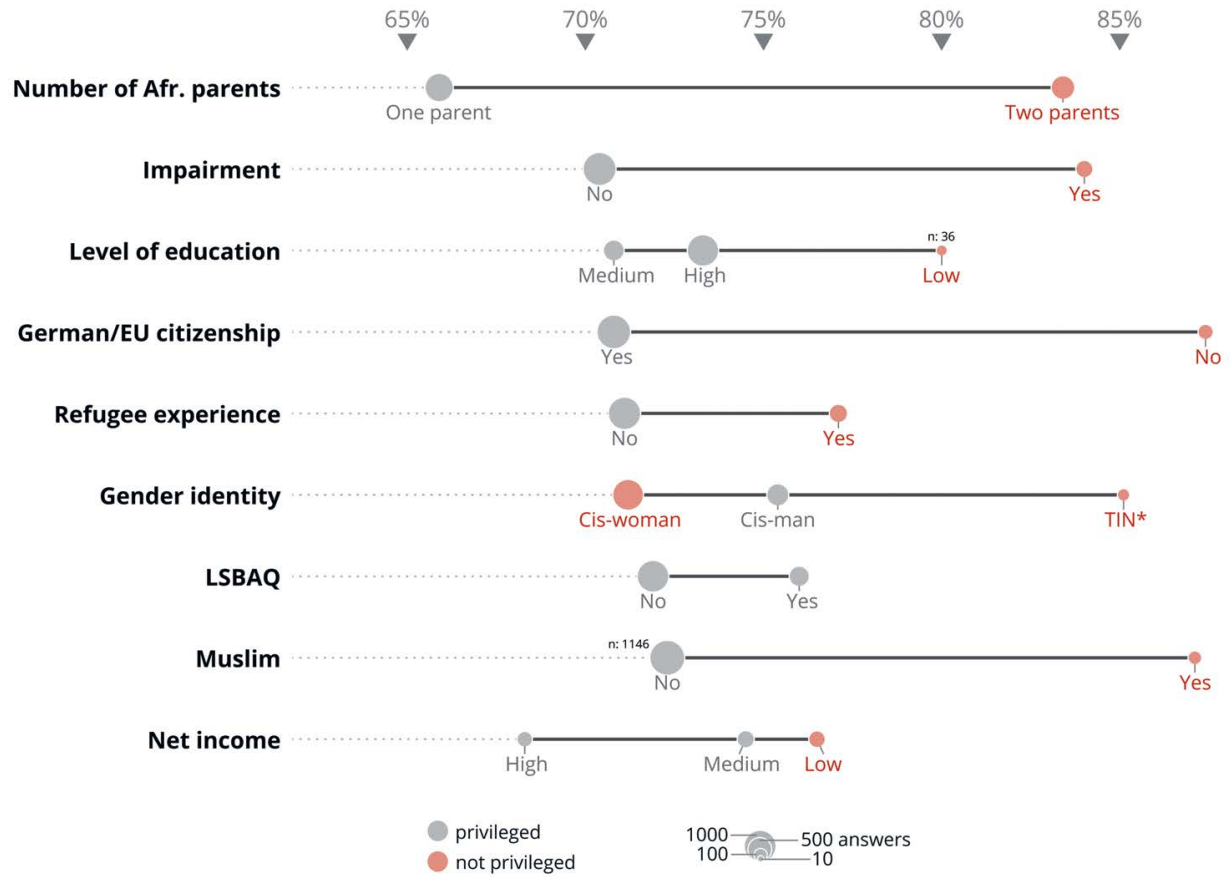 65% 70% 75% 80% 85%
Number of Afr. parents
One parent Two parents
Impairment
No Yes
n: 36
Level of education
Medium High Low
German/EU citizenship
Yes No
Refugee experience
No Yes
Gender identity
Cis-woman Cis-man TIN*
LSBAQ
No Yes
n: 1146
Muslim
No Yes
Net income
High Medium Low
privileged
not privileged
1000 500 answers
100 10